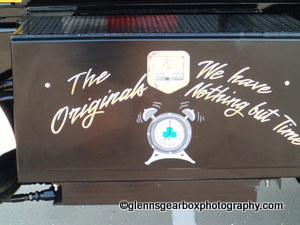 The
Originals
We have
Nothing but Time
©glennsgearboxphotography.com